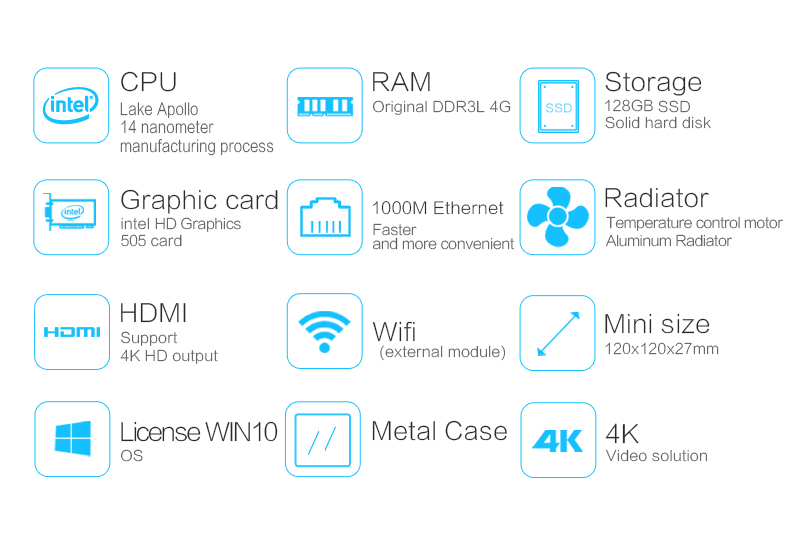 intel
CPU
Lake Apollo
14 nanometer
manufacturing process
RAM
Original DDR3L 4G
SSD
Storage
128GB SSD
Solid hard disk
intel
Graphic card
intel HD Graphics
505 card
1000M Ethernet
Faster
and more convenient
Radiator
Temperature control motor
Aluminum Radiator
HDMI
HDMI
Support
4K HD output
Wifi
(external module)
Mini size
120x120x27mm
License WIN10
OS
Metal Case
4K
4K
Video solution